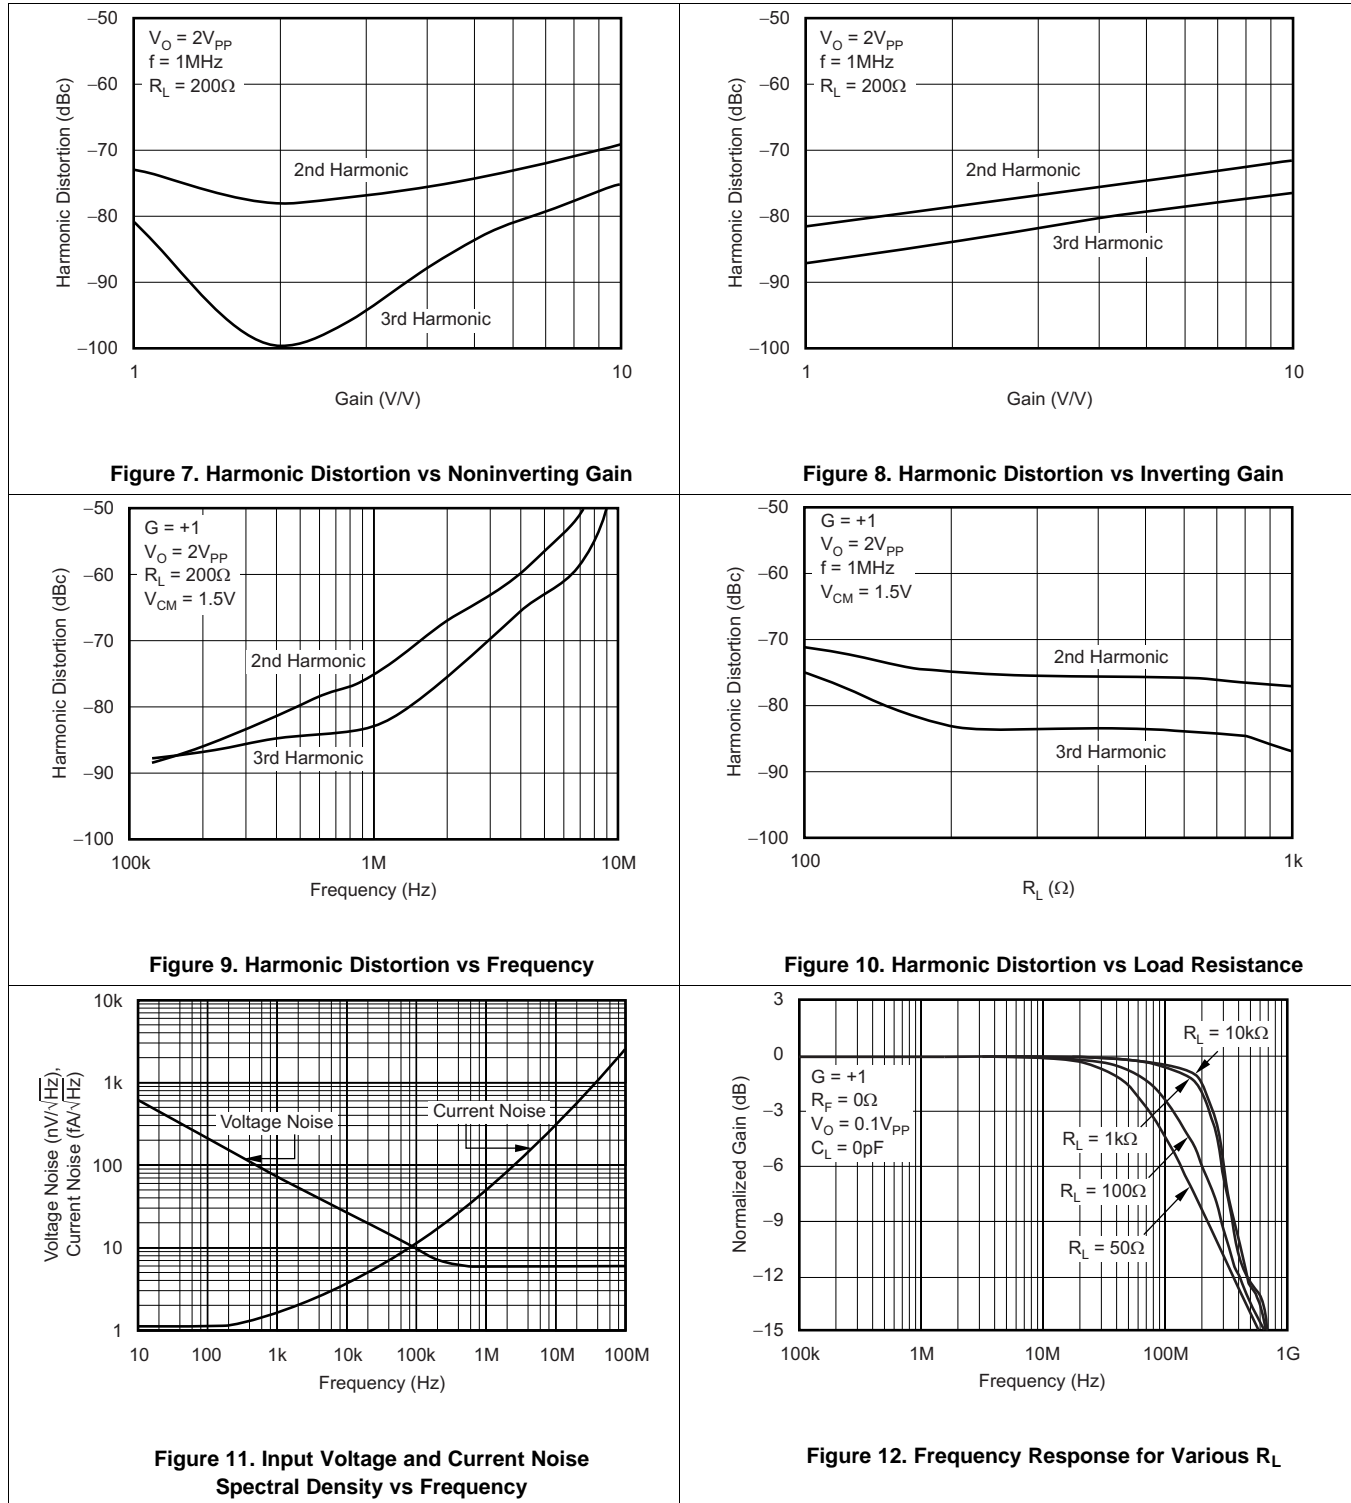 −50
−60
−70
−80
−90
−100
Harmonic Distortion (dBc)
V_O = 2V_PP
f = 1MHz
R_L = 200Ω
2nd Harmonic
3rd Harmonic
1
10
Gain (V/V)
Figure 7. Harmonic Distortion vs Noninverting Gain
−50
−60
−70
−80
−90
−100
Harmonic Distortion (dBc)
V_O = 2V_PP
f = 1MHz
R_L = 200Ω
2nd Harmonic
3rd Harmonic
1
10
Gain (V/V)
Figure 8. Harmonic Distortion vs Inverting Gain
−50
−60
−70
−80
−90
−100
Harmonic Distortion (dBc)
G = +1
V_O = 2V_PP
R_L = 200Ω
V_CM = 1.5V
2nd Harmonic
3rd Harmonic
100k
1M
10M
Frequency (Hz)
Figure 9. Harmonic Distortion vs Frequency
−50
−60
−70
−80
−90
−100
Harmonic Distortion (dBc)
G = +1
V_O = 2V_PP
f = 1MHz
V_CM = 1.5V
2nd Harmonic
3rd Harmonic
100
1k
R_L (Ω)
Figure 10. Harmonic Distortion vs Load Resistance
10k
1k
100
10
1
Voltage Noise (nV/√Hz),
Current Noise (fA/√Hz)
Voltage Noise
Current Noise
10
100
1k
10k
100k
1M
10M
100M
Frequency (Hz)
Figure 11. Input Voltage and Current Noise
Spectral Density vs Frequency
3
0
−3
−6
−9
−12
−15
Normalized Gain (dB)
G = +1
R_F = 0Ω
V_O = 0.1V_PP
C_L = 0pF
R_L = 10kΩ
R_L = 1kΩ
R_L = 100Ω
R_L = 50Ω
100k
1M
10M
100M
1G
Frequency (Hz)
Figure 12. Frequency Response for Various R_L